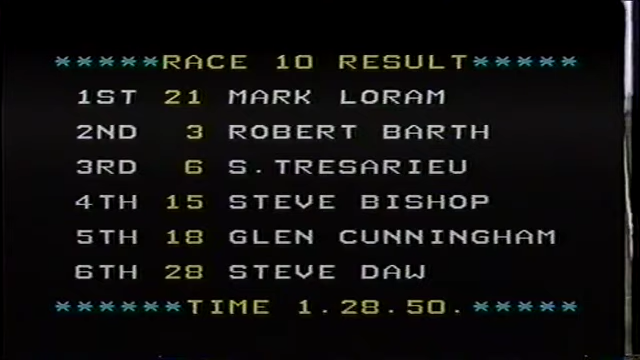 *****RACE 10 RESULT*****
1ST 21 MARK LORAM
2ND 3 ROBERT BARTH
3RD 6 S.TRESARIEU
4TH 15 STEVE BISHOP
5TH 18 GLEN CUNNINGHAM
6TH 28 STEVE DAW
******TIME 1.28.50.*****